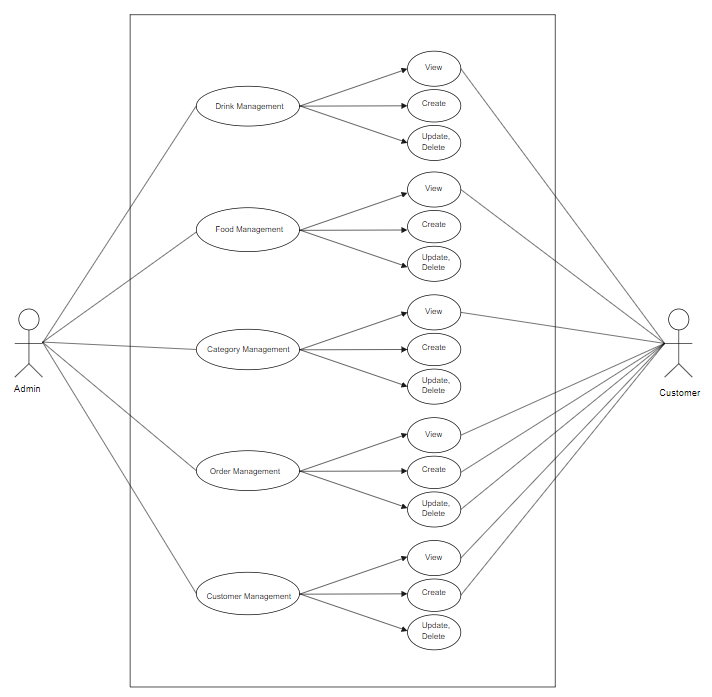 View
Drink Management
Create
Update,
Delete
View
Food Management
Create
Update,
Delete
View
Category Management
Create
Update,
Delete
Admin
Customer
View
Order Management
Create
Update,
Delete
View
Customer Management
Create
Update,
Delete